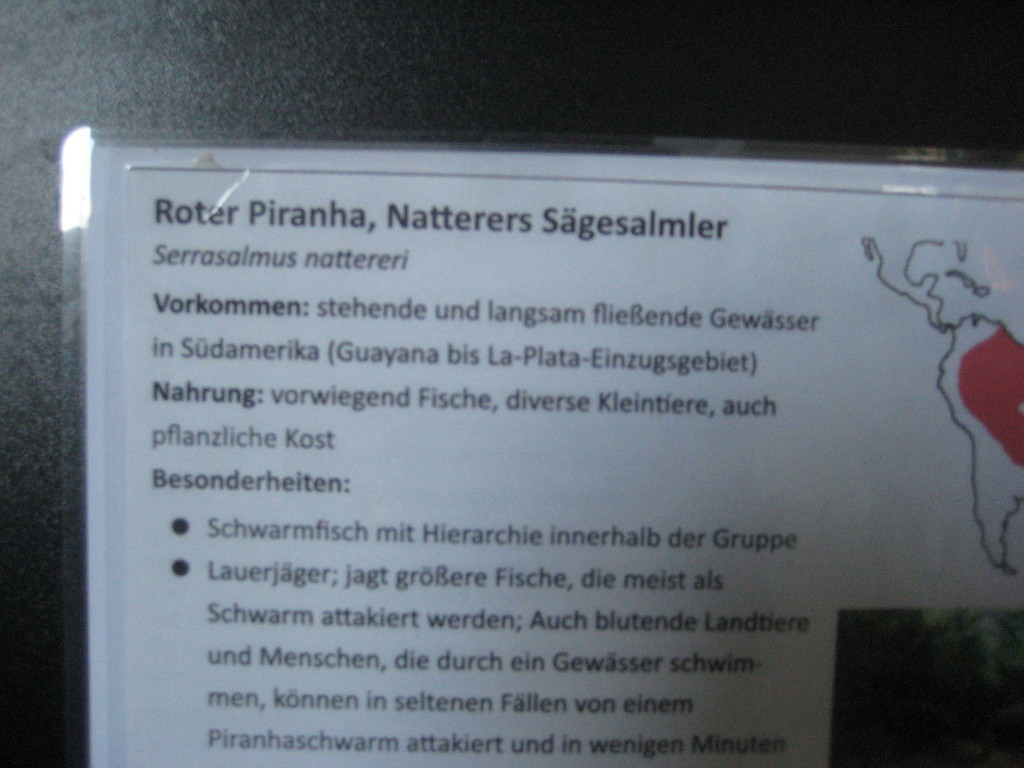 Roter Piranha, Natterers Sägesalmler
Serrasalmus nattereri
Vorkommen: stehende und langsam fließende Gewässer
in Südamerika (Guayana bis La-Plata-Einzugsgebiet)
Nahrung: vorwiegend Fische, diverse Kleintiere, auch
pflanzliche Kost
Besonderheiten:
● Schwarmfisch mit Hierarchie innerhalb der Gruppe
● Lauerjäger; jagt größere Fische, die meist als
Schwarm attakiert werden; Auch blutende Landtiere
und Menschen, die durch ein Gewässer schwim-
men, können in seltenen Fällen von einem
Piranhaschwarm attakiert und in wenigen Minuten